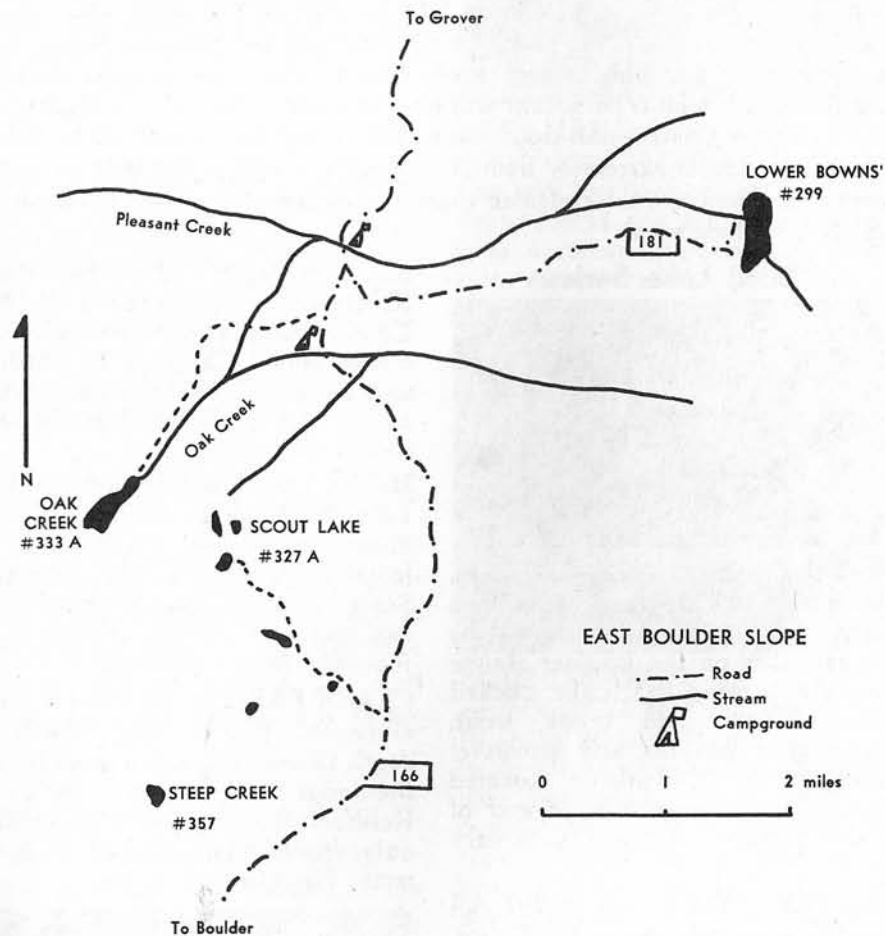 To Grover
LOWER BOWNS'
#299
Pleasant Creek
181
N
Oak Creek
OAK
CREEK
#333 A
SCOUT LAKE
#327 A
EAST BOULDER SLOPE
Road
Stream
Campground
166
0 1 2 miles
STEEP CREEK
#357
To Boulder